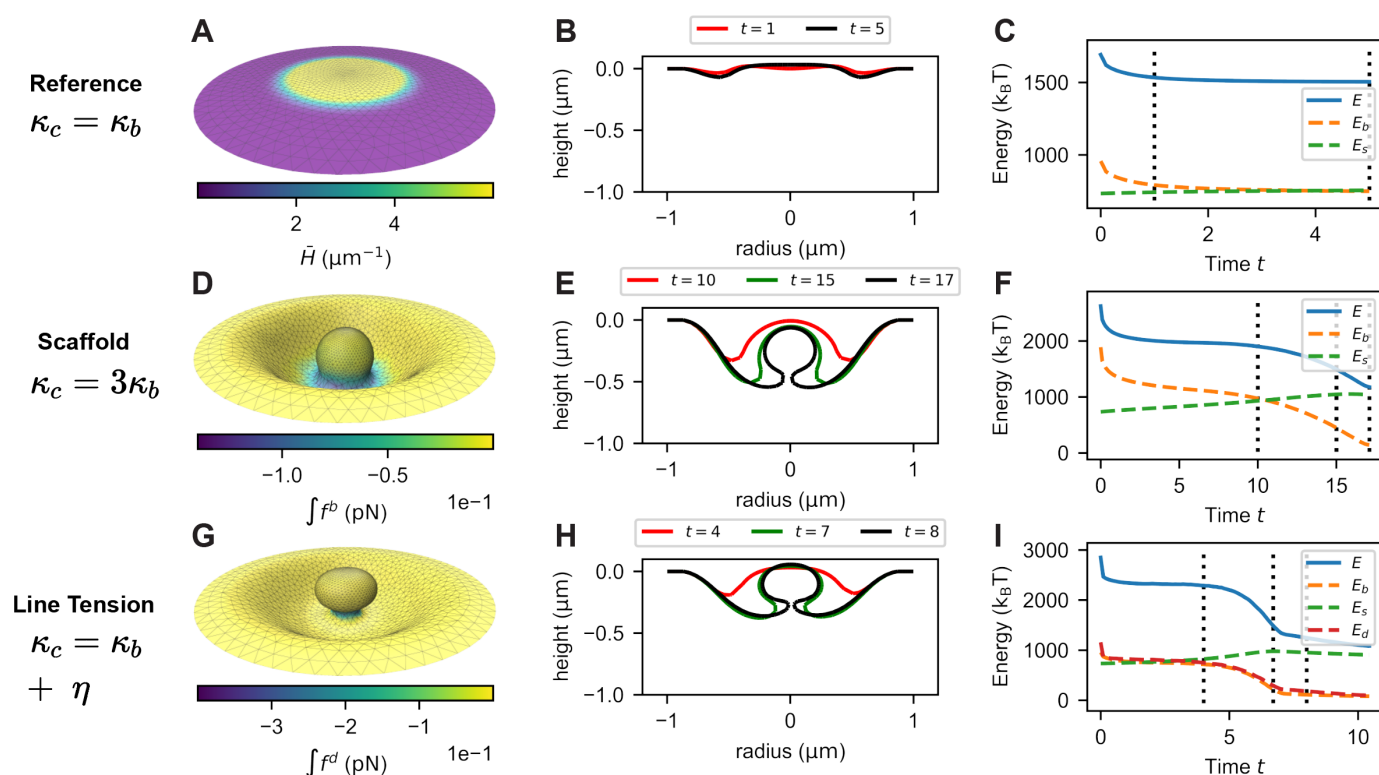 A
Reference
κc = κb
2 4
H̄ (μm⁻¹)
B
t = 1 t = 5
height (μm)
0.0
−0.5
−1.0
−1 0 1
radius (μm)
C
Energy (kBT)
1500
1000
E
Eb
Es
0 2 4
Time t
D
Scaffold
κc = 3κb
−1.0 −0.5
∫f^b (pN) 1e−1
E
t = 10 t = 15 t = 17
height (μm)
0.0
−0.5
−1.0
−1 0 1
radius (μm)
F
Energy (kBT)
2000
1000
0
E
Eb
Es
0 5 10 15
Time t
G
Line Tension
κc = κb
+ η
−3 −2 −1
∫f^d (pN) 1e−1
H
t = 4 t = 7 t = 8
height (μm)
0.0
−0.5
−1.0
−1 0 1
radius (μm)
I
Energy (kBT)
3000
2000
1000
0
E
Eb
Es
Ed
0 5 10
Time t